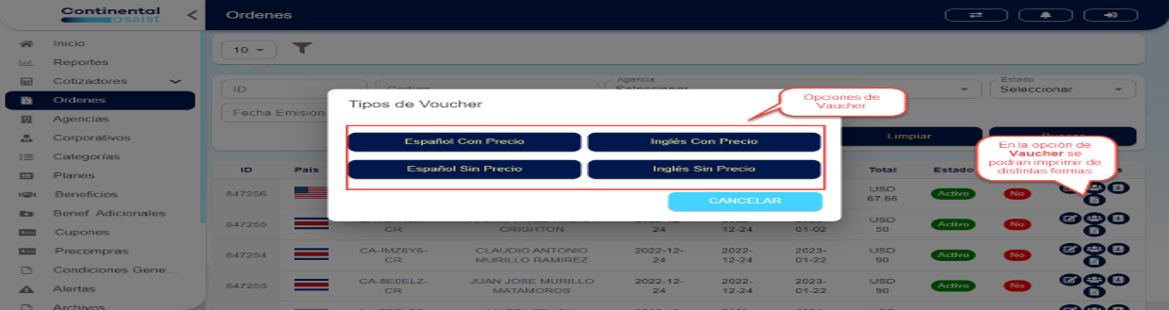 Continental
assist
<
Ordenes
Inicio
Reportes
Cotizadores
Ordenes
Agencias
Corporativos
Categorías
Planes
Beneficios
Benef. Adicionales
Cupones
Precompras
Condiciones Gene...
Alertas
Archivos
10
ID
Agencia
Seleccionar
Estado
Seleccionar
Fecha Emision
Limpiar
Tipos de Voucher
Opciones de
Vaucher
Español Con Precio
Inglés Con Precio
Español Sin Precio
Inglés Sin Precio
CANCELAR
En la opción de
Vaucher se
podran imprimir de
distintas formas
ID Pais Total Estado
847256 USD 67.66 Activo No
847255 CR CRIGHTON 12-24 01-02 USD 50 Activo No
847254 CA-IMZ6Y6-CR CLAUDIO ANTONIO MURILLO RAMIREZ 2022-12-24 2022-12-24 2023-01-22 USD 90 Activo No
847253 CA-8E0ELZ-CR JUAN JOSE MURILLO MATAMOROS 2022-12-24 2022-12-24 2023-01-22 USD 90 Activo No